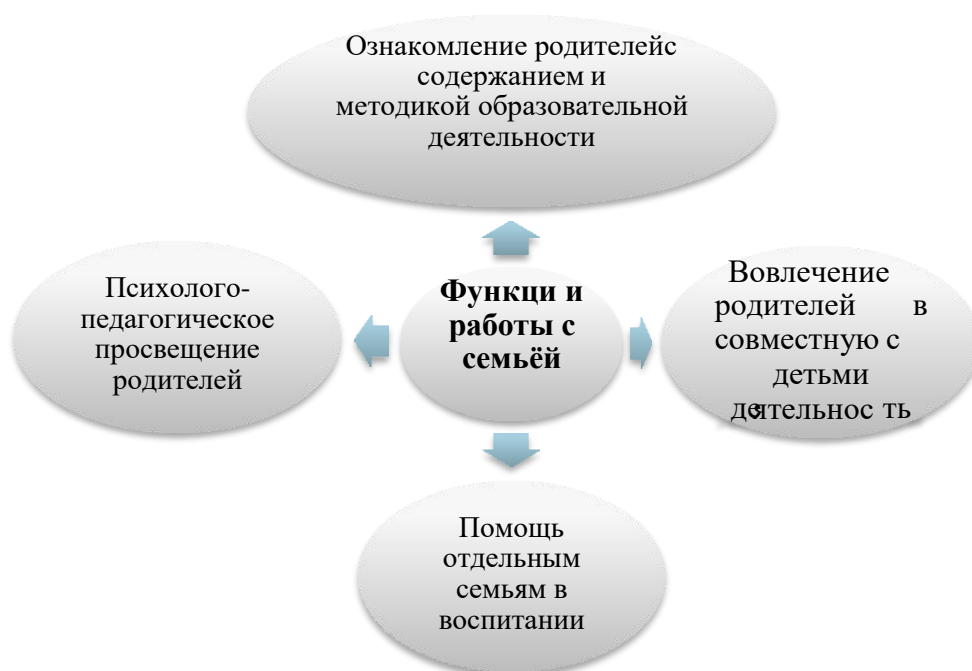 Ознакомление родителейс
содержанием и
методикой образовательной
деятельности
Психолого-
педагогическое
просвещение
родителей
Функци и
работы с
семьёй
Вовлечение
родителей в
совместную с
детьми
деятельнос ть
Помощь
отдельным
семьям в
воспитании